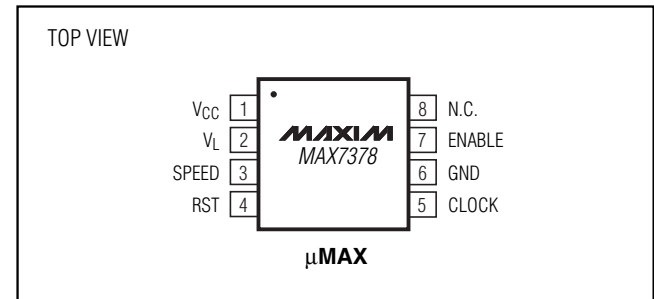 TOP VIEW
VCC 1 8 N.C.
VL 2 MAXIM 7 ENABLE
MAX7378
SPEED 3 6 GND
RST 4 5 CLOCK
μMAX